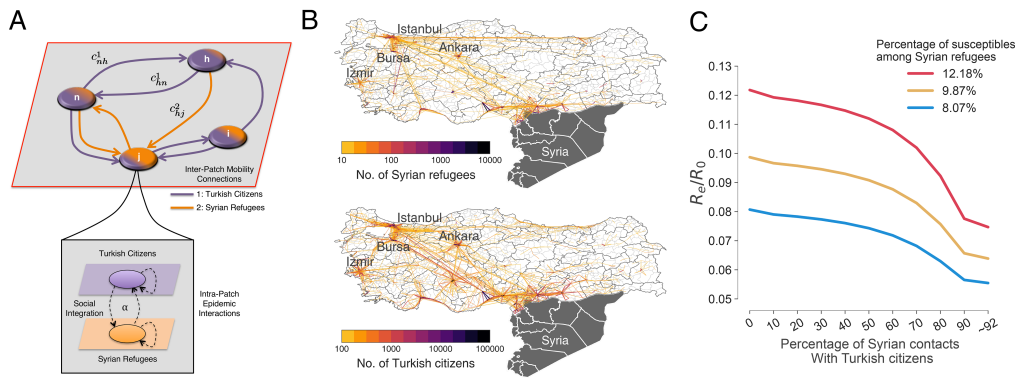 A
c¹ₙₕ
h
c¹ₕₙ
n
c²ₕⱼ
i
j
Inter-Patch Mobility
Connections
1: Turkish Citizens
2: Syrian Refugees
Turkish Citizens
Social
Integration
α
Intra-Patch
Epidemic
Interactions
Syrian Refugees
B
Istanbul
Bursa
Ankara
Izmir
Syria
10 100 1000 10000
No. of Syrian refugees
Istanbul
Bursa
Ankara
Izmir
Syria
100 1000 10000 100000
No. of Turkish citizens
C
Percentage of susceptibles
among Syrian refugees
12.18%
9.87%
8.07%
0.13
0.12
0.11
0.10
0.09
0.08
0.07
0.06
0.05
Rₑ/R₀
0 10 20 30 40 50 60 70 80 90 ~92
Percentage of Syrian contacts
With Turkish citizens